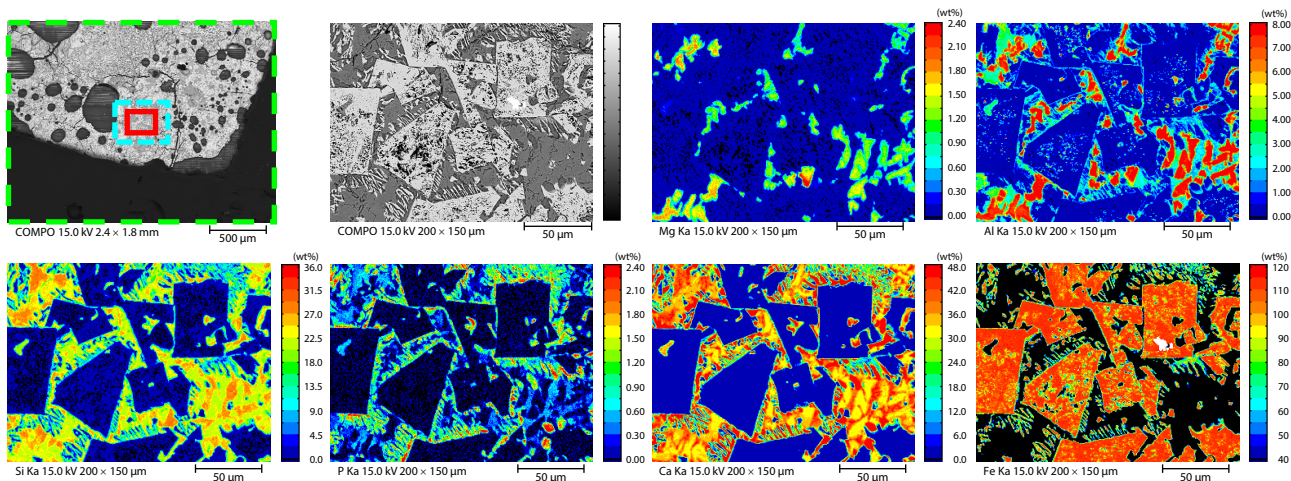 COMPO 15.0 kV 2.4 × 1.8 mm
500 µm
COMPO 15.0 kV 200 × 150 µm
50 µm
(wt%)
2.40
2.10
1.80
1.50
1.20
0.90
0.60
0.30
0.00
Mg Ka 15.0 kV 200 × 150 µm
50 µm
(wt%)
8.00
7.00
6.00
5.00
4.00
3.00
2.00
1.00
0.00
Al Ka 15.0 kV 200 × 150 µm
50 µm
(wt%)
36.0
31.5
27.0
22.5
18.0
13.5
9.0
4.5
0.0
Si Ka 15.0 kV 200 × 150 µm
50 µm
(wt%)
2.40
2.10
1.80
1.50
1.20
0.90
0.60
0.30
0.00
P Ka 15.0 kV 200 × 150 µm
50 µm
(wt%)
48.0
42.0
36.0
30.0
24.0
18.0
12.0
6.0
0.00
Ca Ka 15.0 kV 200 × 150 µm
50 µm
(wt%)
120
110
100
90
80
70
60
50
40
Fe Ka 15.0 kV 200 × 150 µm
50 µm